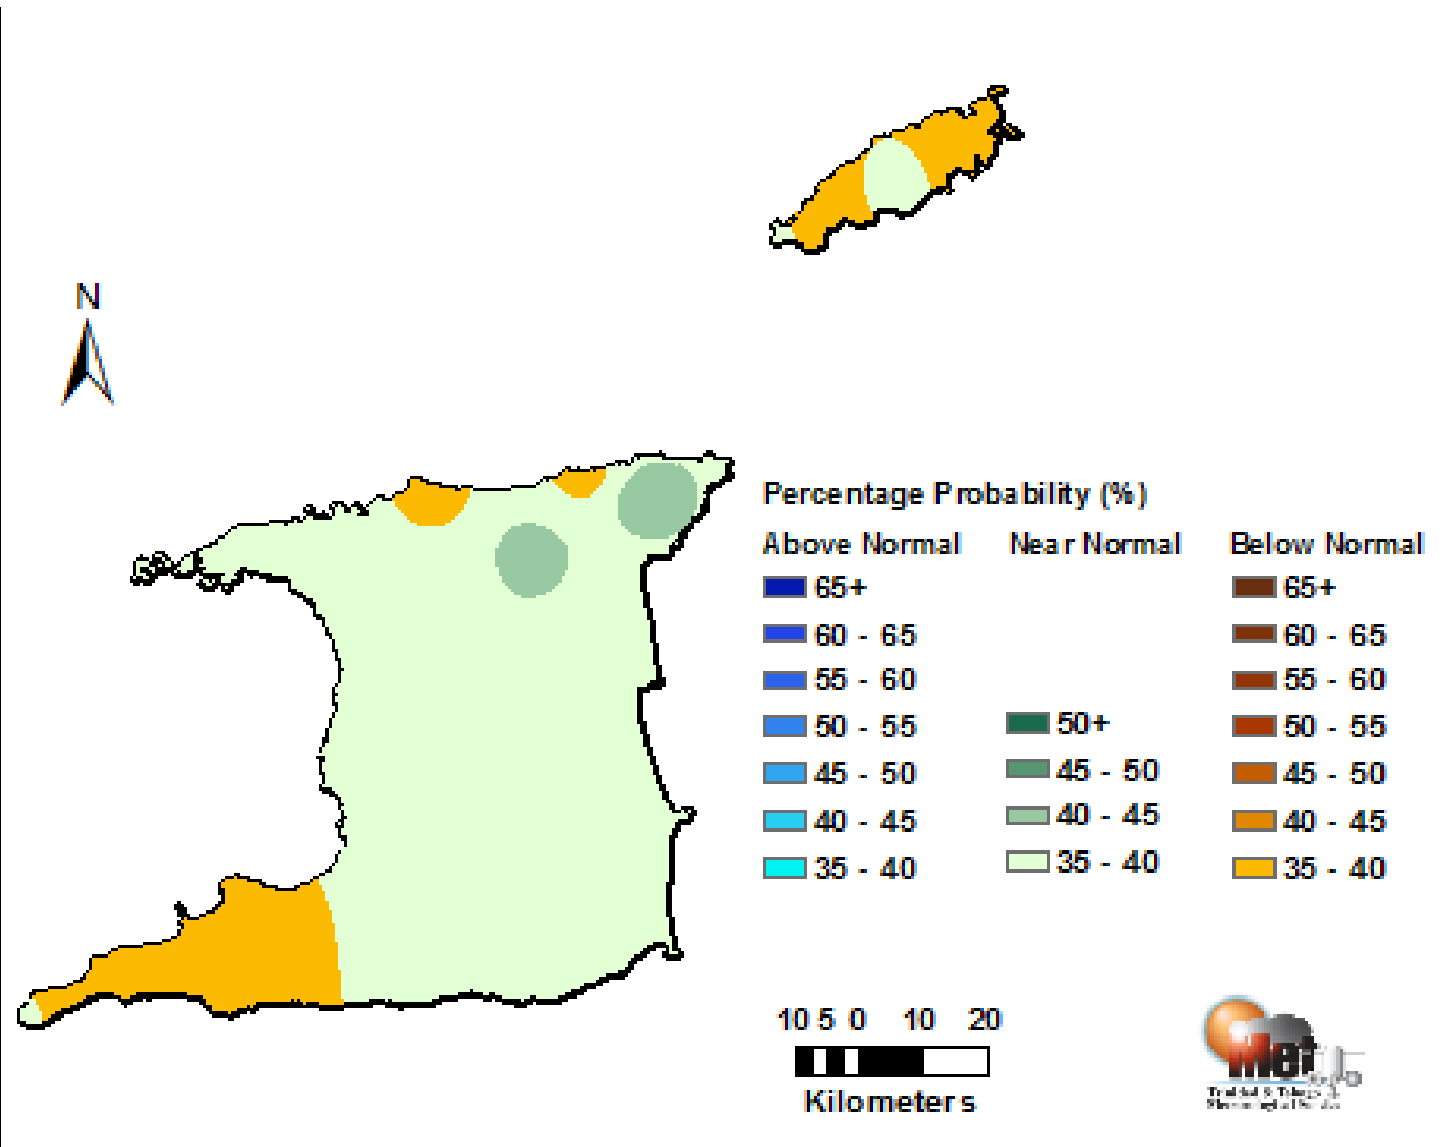 N
Percentage Probability (%)
Above Normal Near Normal Below Normal
65+ 65+
60 - 65 60 - 65
55 - 60 55 - 60
50 - 55 50+ 50 - 55
45 - 50 45 - 50 45 - 50
40 - 45 40 - 45 40 - 45
35 - 40 35 - 40 35 - 40
10 5 0 10 20
Kilometers
Met
Trinidad & Tobago